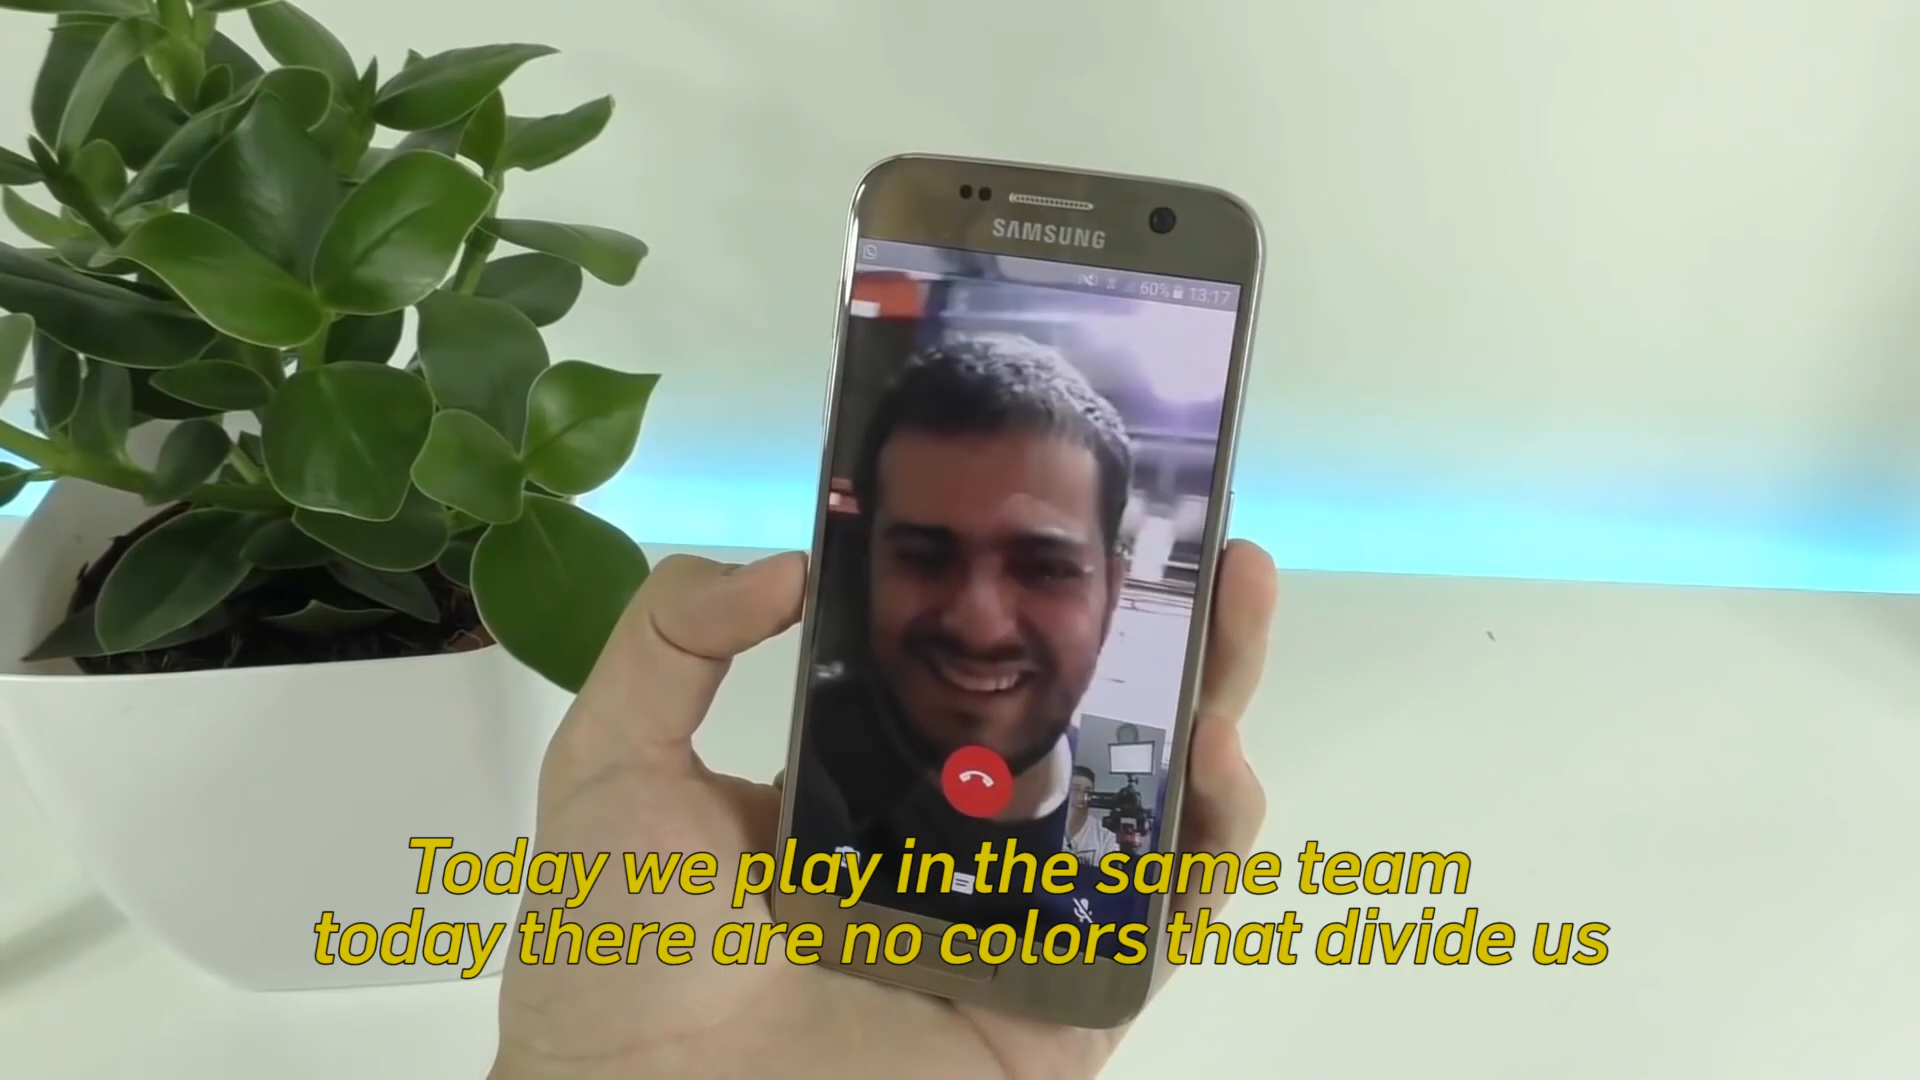 SAMSUNG
60% 13:17
Today we play in the same team
today there are no colors that divide us